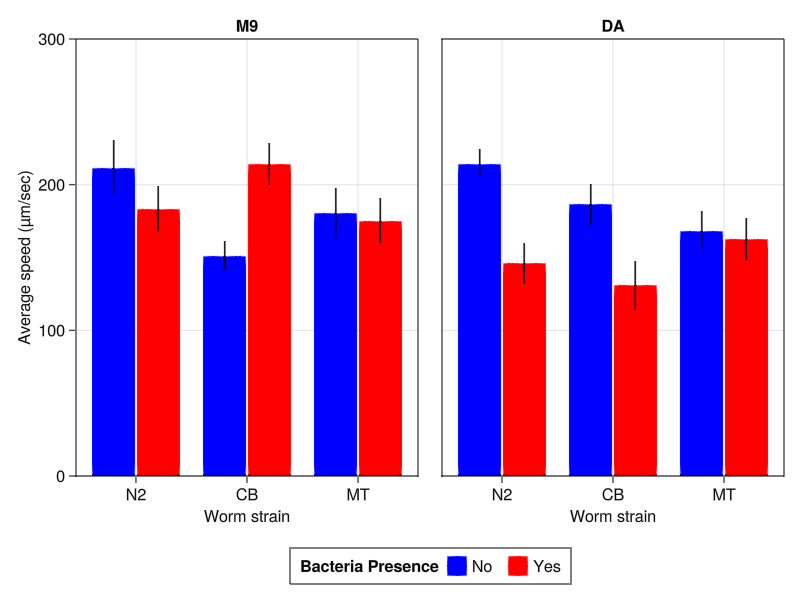 M9
DA
300
200
100
0
Average speed (μm/sec)
N2 CB MT
N2 CB MT
Worm strain
Worm strain
Bacteria Presence No Yes